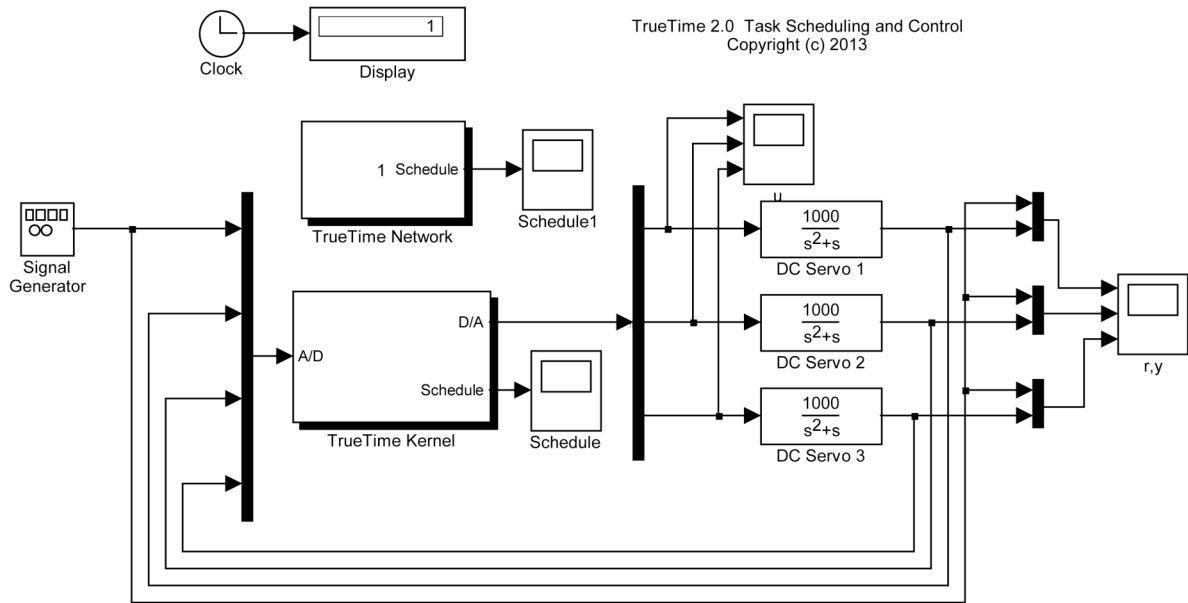 TrueTime 2.0 Task Scheduling and Control
Copyright (c) 2013
1
Clock
Display
1 Schedule
Schedule1
TrueTime Network
u
Signal
Generator
1000
s²+s
DC Servo 1
D/A
A/D
Schedule
TrueTime Kernel
Schedule
1000
s²+s
DC Servo 2
r,y
1000
s²+s
DC Servo 3